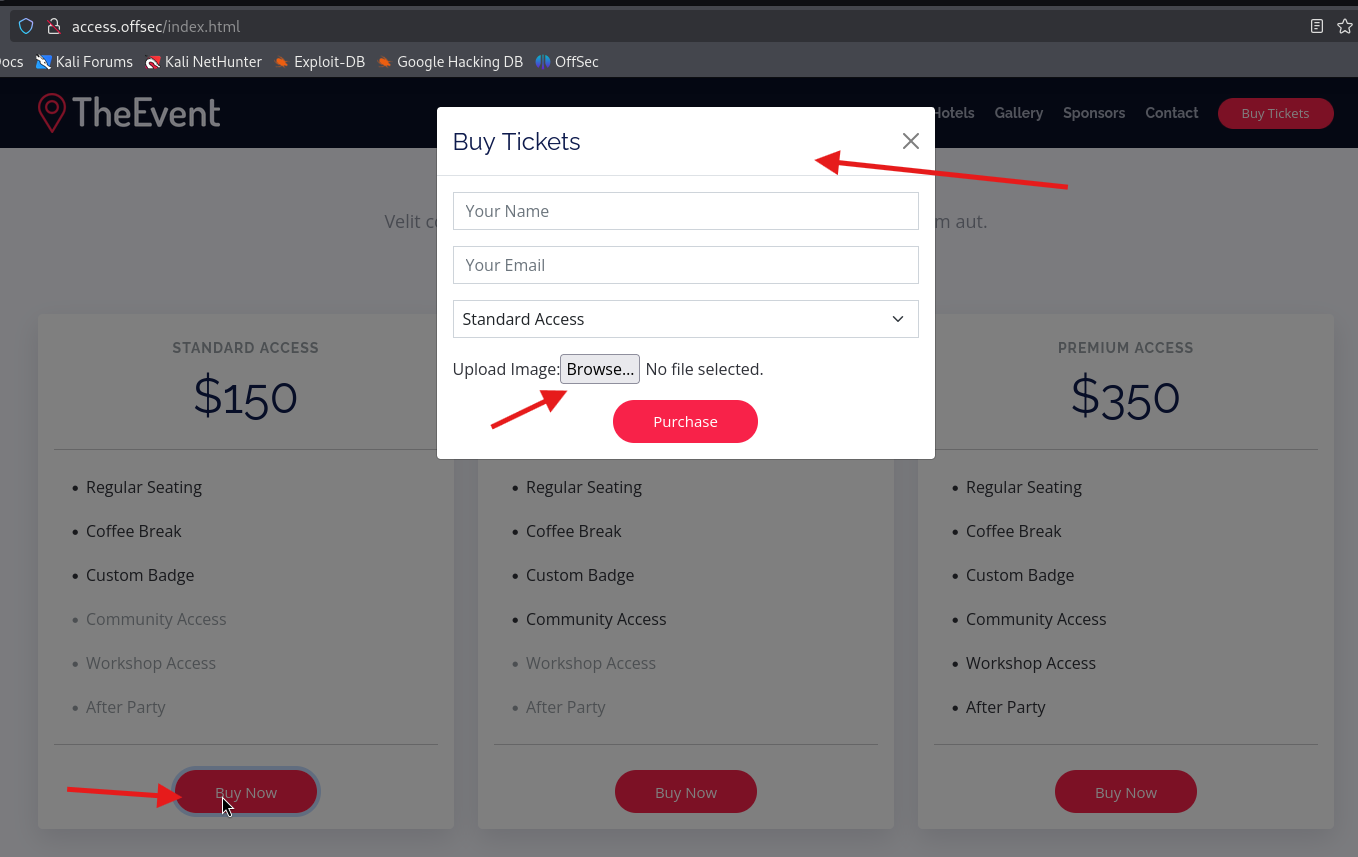 access.offsec/index.html
ocs Kali Forums Kali NetHunter Exploit-DB Google Hacking DB OffSec
TheEvent
Hotels Gallery Sponsors Contact Buy Tickets
Buy Tickets
Your Name
Velit c m aut.
Your Email
Standard Access
Upload Image: Browse... No file selected.
Purchase
STANDARD ACCESS
$150
Regular Seating
Coffee Break
Custom Badge
Community Access
Workshop Access
After Party
Buy Now
Regular Seating
Coffee Break
Custom Badge
Community Access
Workshop Access
After Party
Buy Now
PREMIUM ACCESS
$350
Regular Seating
Coffee Break
Custom Badge
Community Access
Workshop Access
After Party
Buy Now